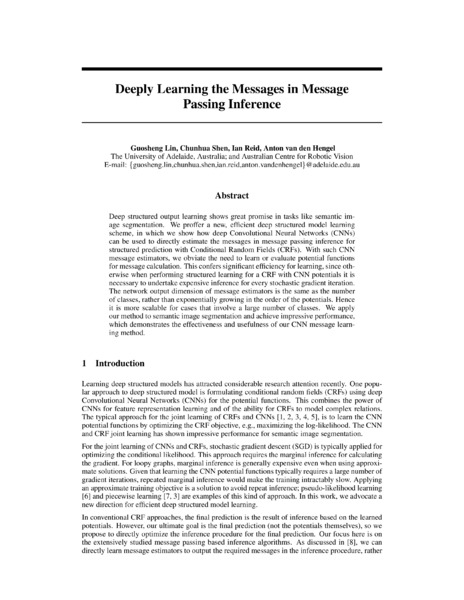 Deeply Learning the Messages in Message
Passing Inference
Guosheng Lin, Chunhua Shen, Ian Reid, Anton van den Hengel
The University of Adelaide, Australia; and Australian Centre for Robotic Vision
E-mail: {guosheng.lin,chunhua.shen,ian.reid,anton.vandenhengel}@adelaide.edu.au
Abstract
Deep structured output learning shows great promise in tasks like semantic im-
age segmentation. We proffer a new, efficient deep structured model learning
scheme, in which we show how deep Convolutional Neural Networks (CNNs)
can be used to directly estimate the messages in message passing inference for
structured prediction with Conditional Random Fields (CRFs). With such CNN
message estimators, we obviate the need to learn or evaluate potential functions
for message calculation. This confers significant efficiency for learning, since oth-
erwise when performing structured learning for a CRF with CNN potentials it is
necessary to undertake expensive inference for every stochastic gradient iteration.
The network output dimension of message estimators is the same as the number
of classes, rather than exponentially growing in the order of the potentials. Hence
it is more scalable for cases that involve a large number of classes. We apply
our method to semantic image segmentation and achieve impressive performance,
which demonstrates the effectiveness and usefulness of our CNN message learn-
ing method.
1 Introduction
Learning deep structured models has attracted considerable research attention recently. One popu-
lar approach to deep structured model is formulating conditional random fields (CRFs) using deep
Convolutional Neural Networks (CNNs) for the potential functions. This combines the power of
CNNs for feature representation learning and of the ability for CRFs to model complex relations.
The typical approach for the joint learning of CRFs and CNNs [1, 2, 3, 4, 5], is to learn the CNN
potential functions by optimizing the CRF objective, e.g., maximizing the log-likelihood. The CNN
and CRF joint learning has shown impressive performance for semantic image segmentation.
For the joint learning of CNNs and CRFs, stochastic gradient descent (SGD) is typically applied for
optimizing the conditional likelihood. This approach requires the marginal inference for calculating
the gradient. For loopy graphs, marginal inference is generally expensive even when using approxi-
mate solutions. Given that learning the CNN potential functions typically requires a large number of
gradient iterations, repeated marginal inference would make the training intractably slow. Applying
an approximate training objective is a solution to avoid repeat inference; pseudo-likelihood learning
[6] and piecewise learning [7, 3] are examples of this kind of approach. In this work, we advocate a
new direction for efficient deep structured model learning.
In conventional CRF approaches, the final prediction is the result of inference based on the learned
potentials. However, our ultimate goal is the final prediction (not the potentials themselves), so we
propose to directly optimize the inference procedure for the final prediction. Our focus here is on
the extensively studied message passing based inference algorithms. As discussed in [8], we can
directly learn message estimators to output the required messages in the inference procedure, rather